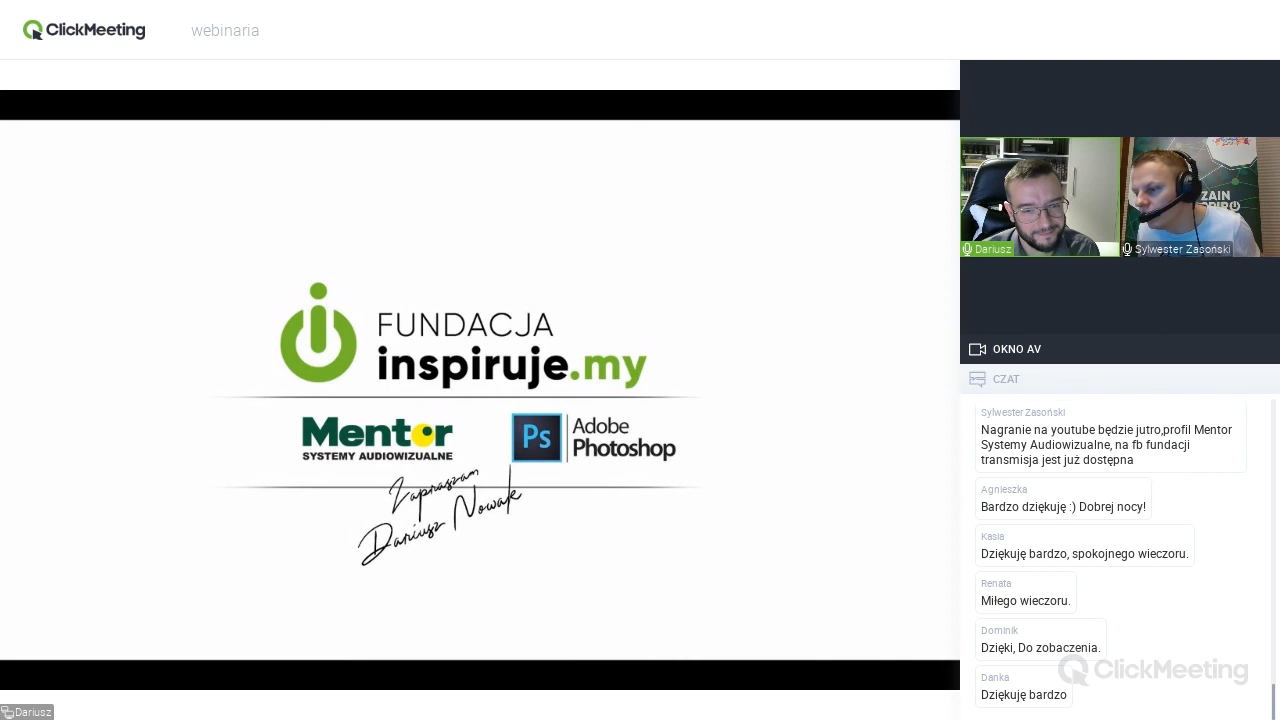 ClickMeeting
webinaria
FUNDACJA
inspiruje.my
Mentor
SYSTEMY AUDIOWIZUALNE
Ps
Adobe
Photoshop
Zapraszam
Dariusz Nowak
Dariusz
ZAIN
Dariusz
Sylwester Zasoński
OKNO AV
CZAT
Sylwester Zasoński
Nagranie na youtube będzie jutro,profil Mentor
Systemy Audiowizualne, na fb fundacji
transmisja jest już dostępna
Agnieszka
Bardzo dziękuję :) Dobrej nocy!
Kasia
Dziękuję bardzo, spokojnego wieczoru.
Renata
Miłego wieczoru.
Dominik
Dzięki, Do zobaczenia.
Danka
Dziękuję bardzo
ClickMeeting